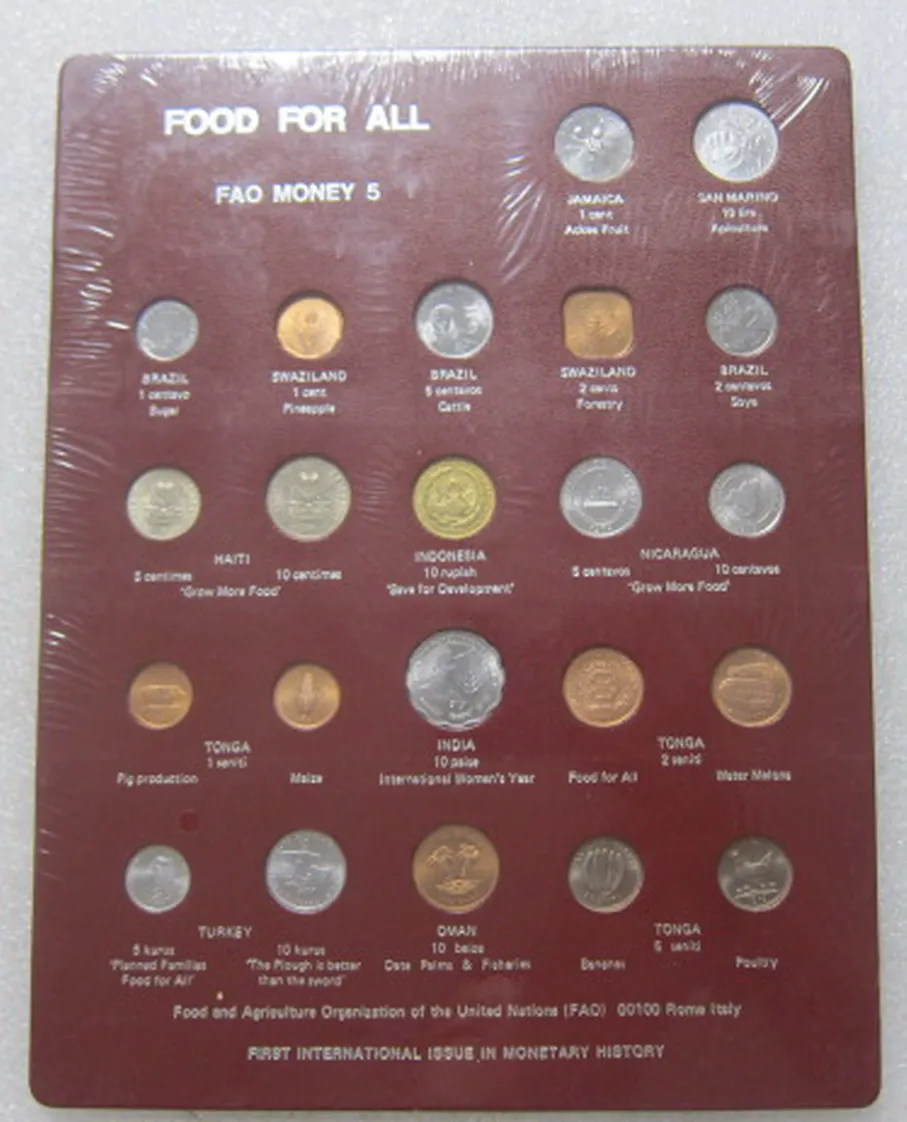 FOOD FOR ALL
FAO MONEY 5
JAMAICA
1 cent
Ackee Fruit
SAN MARINO
10 lire
Apiculture
BRAZIL
1 centavo
Sugar
SWAZILAND
1 cent
Pineapple
BRAZIL
5 centavos
Cattle
SWAZILAND
2 cents
Forestry
BRAZIL
2 centavos
Soya
HAITI
5 centimes
10 centimes
"Grow More Food"
INDONESIA
10 rupiah
"Save for Development"
NICARAGUA
5 centavos
10 centavos
"Grow More Food"
TONGA
1 seniti
Pig production
Maize
INDIA
10 paise
International Women's Year
TONGA
2 seniti
Food for All
Water Melons
TURKEY
5 kurus
"Planned Families
Food for All"
10 kurus
"The Plough is better
than the sword"
OMAN
10 baiza
Date Palms & Fisheries
TONGA
5 seniti
Bananas
Poultry
Food and Agriculture Organization of the United Nations (FAO) 00100 Rome Italy
FIRST INTERNATIONAL ISSUE IN MONETARY HISTORY